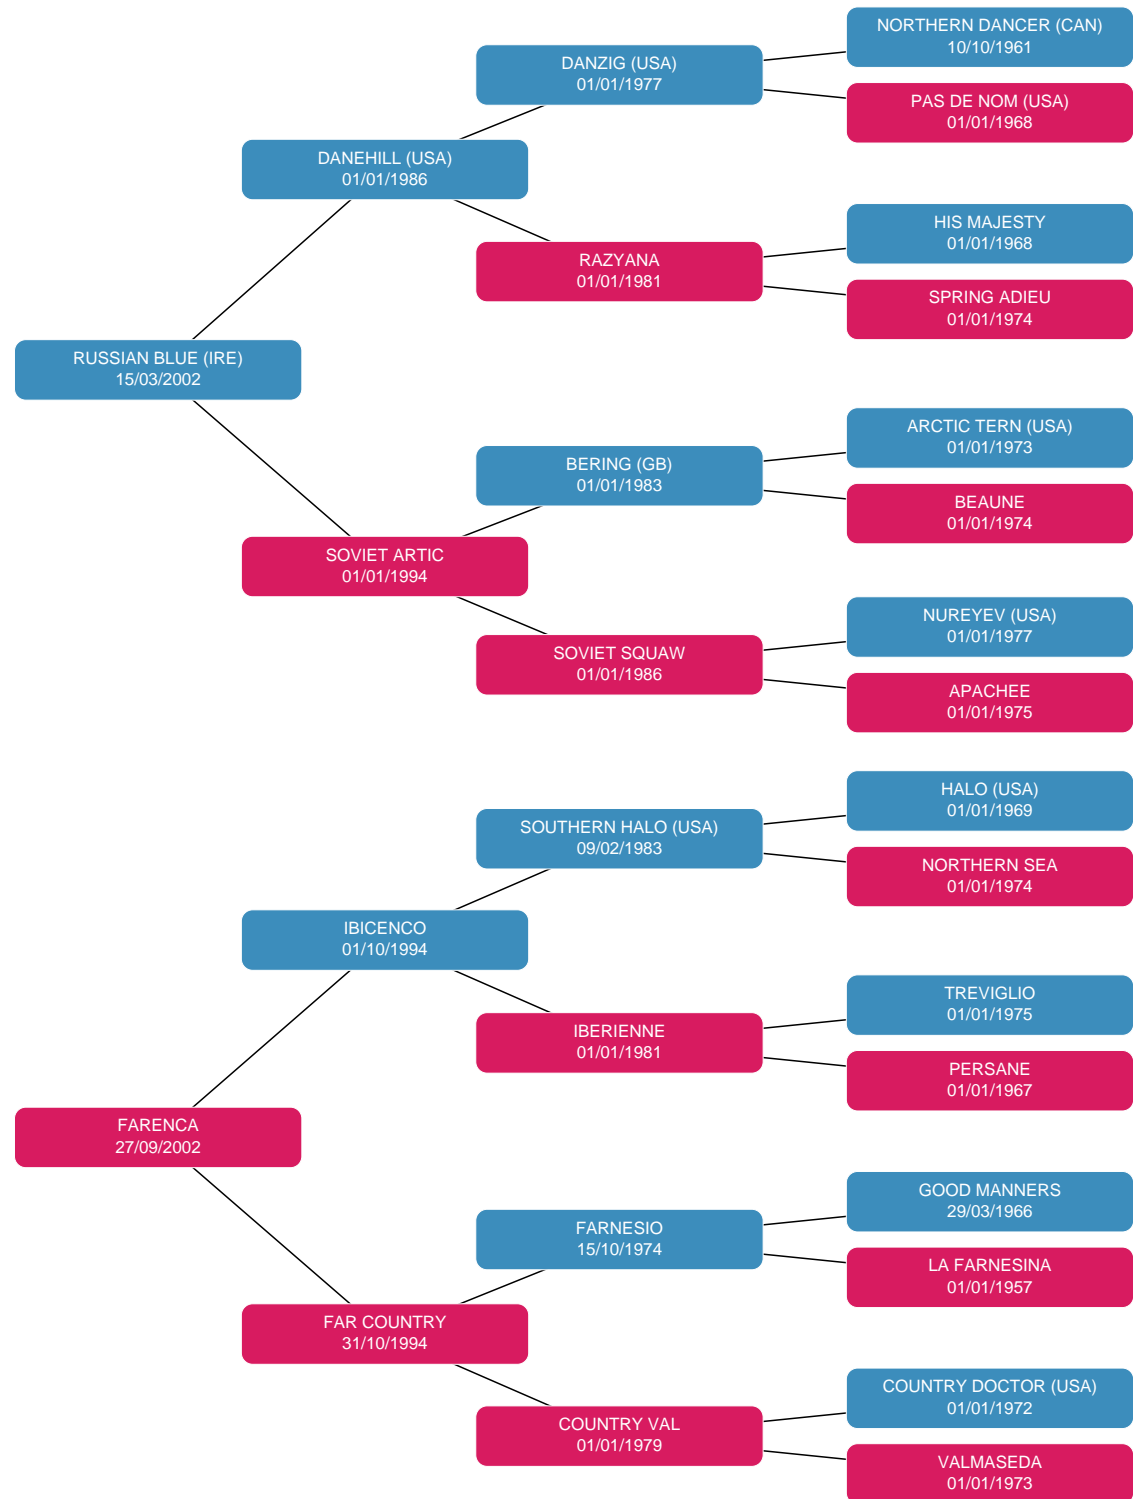 NORTHERN DANCER (CAN)
10/10/1961
DANZIG (USA)
01/01/1977
PAS DE NOM (USA)
01/01/1968
DANEHILL (USA)
01/01/1986
HIS MAJESTY
01/01/1968
RAZYANA
01/01/1981
SPRING ADIEU
01/01/1974
RUSSIAN BLUE (IRE)
15/03/2002
ARCTIC TERN (USA)
01/01/1973
BERING (GB)
01/01/1983
BEAUNE
01/01/1974
SOVIET ARTIC
01/01/1994
NUREYEV (USA)
01/01/1977
SOVIET SQUAW
01/01/1986
APACHEE
01/01/1975
HALO (USA)
01/01/1969
SOUTHERN HALO (USA)
09/02/1983
NORTHERN SEA
01/01/1974
IBICENCO
01/10/1994
TREVIGLIO
01/01/1975
IBERIENNE
01/01/1981
PERSANE
01/01/1967
FARENCA
27/09/2002
GOOD MANNERS
29/03/1966
FARNESIO
15/10/1974
LA FARNESINA
01/01/1957
FAR COUNTRY
31/10/1994
COUNTRY DOCTOR (USA)
01/01/1972
COUNTRY VAL
01/01/1979
VALMASEDA
01/01/1973